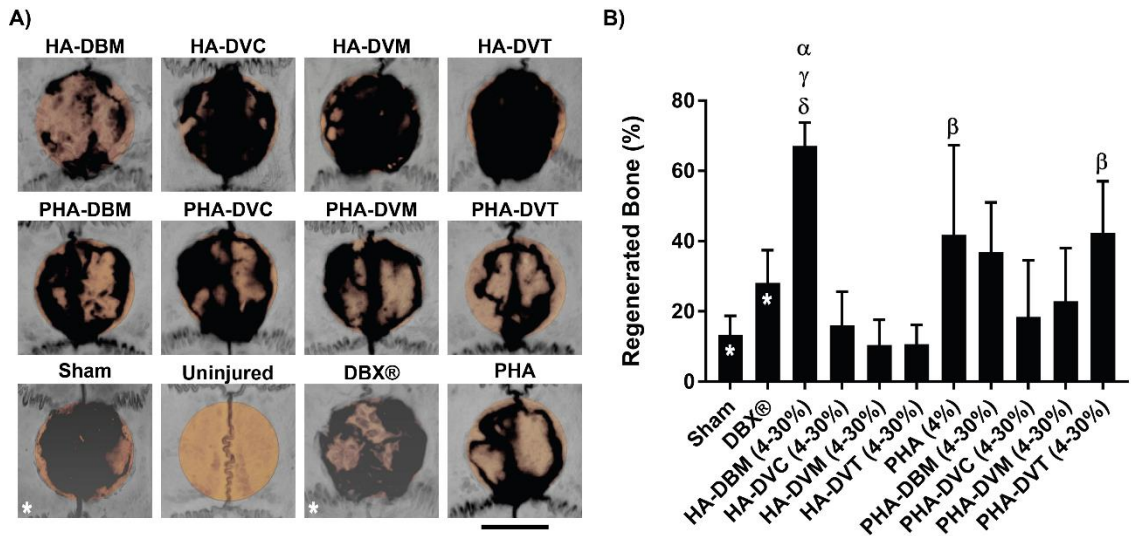 A)
HA-DBM HA-DVC HA-DVM HA-DVT
PHA-DBM PHA-DVC PHA-DVM PHA-DVT
Sham Uninjured DBX® PHA
* *
B)
α
γ
δ
β
β
Regenerated Bone (%)
80
60
40
20
0
* *
Sham
DBX®
HA-DBM (4-30%)
HA-DVC (4-30%)
HA-DVM (4-30%)
HA-DVT (4-30%)
PHA (4%)
PHA-DBM (4-30%)
PHA-DVC (4-30%)
PHA-DVM (4-30%)
PHA-DVT (4-30%)